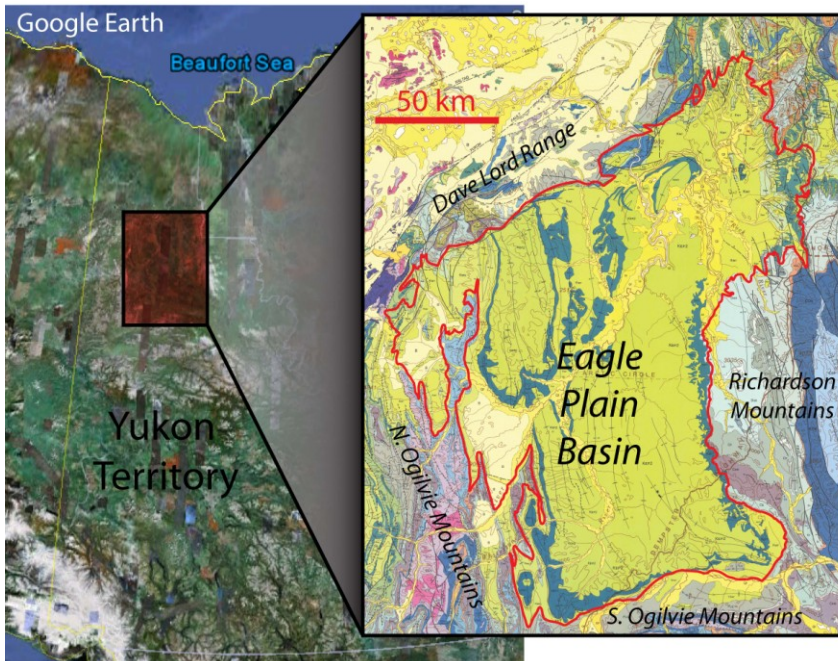 Google Earth
Beaufort Sea
Yukon
Territory
50 km
Dave Lord Range
Eagle
Plain
Basin
Richardson
Mountains
N. Ogilvie Mountains
S. Ogilvie Mountains